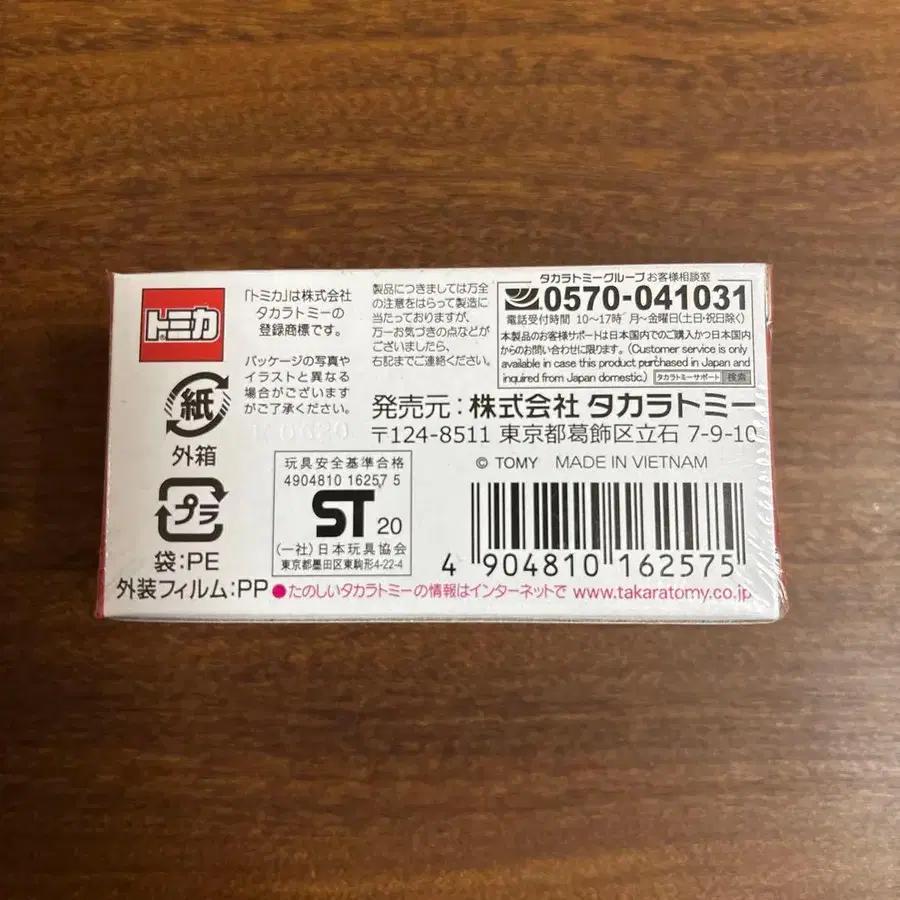 トミカ
「トミカ」は株式会社
タカラトミーの
登録商標です。
パッケージの写真や
イラストと異なる
場合がございます
がご了承ください。
製品につきましては万全
の注意をはらって製造に
当たっておりますが、
万一お気づきの点などが
ございましたら、
右記までご連絡ください。
タカラトミーグループお客様相談室
0570-041031
電話受付時間 10〜17時 月〜金曜日(土・祝日除く)
本製品のお客様サポートは日本国内でのご購入かつ日本国内
からのお問い合わせに限ります。(Customer service is only
available in case this product purchased in Japan and
inquired from Japan domestic.) タカラトミーサポート 検索
発売元:株式会社 タカラトミー
〒124-8511 東京都葛飾区立石 7-9-10
© TOMY MADE IN VIETNAM
紙
外箱
プラ
袋:PE
外装フィルム:PP
玩具安全基準合格
4904810 16257 5
ST 20
(一社)日本玩具協会
東京都墨田区東駒形4-22-4
4 904810 162575
●たのしいタカラトミーの情報はインターネットで www.takaratomy.co.jp